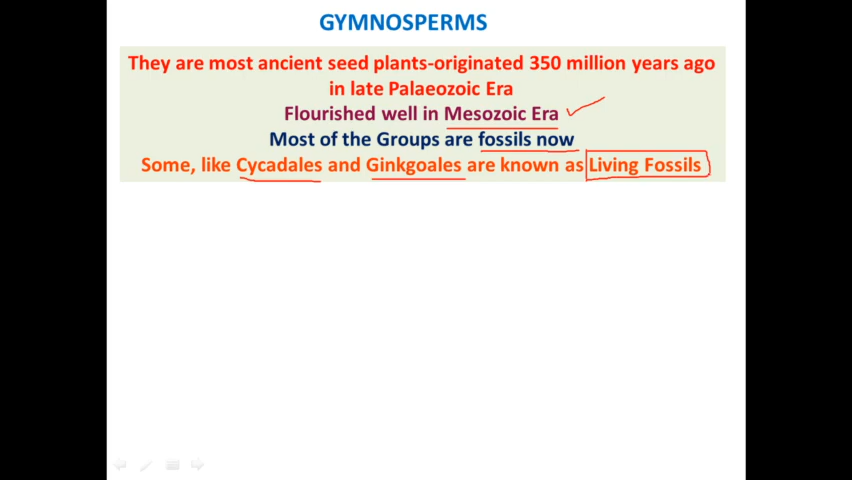 GYMNOSPERMS
They are most ancient seed plants-originated 350 million years ago
in late Palaeozoic Era
Flourished well in Mesozoic Era
Most of the Groups are fossils now
Some, like Cycadales and Ginkgoales are known as Living Fossils